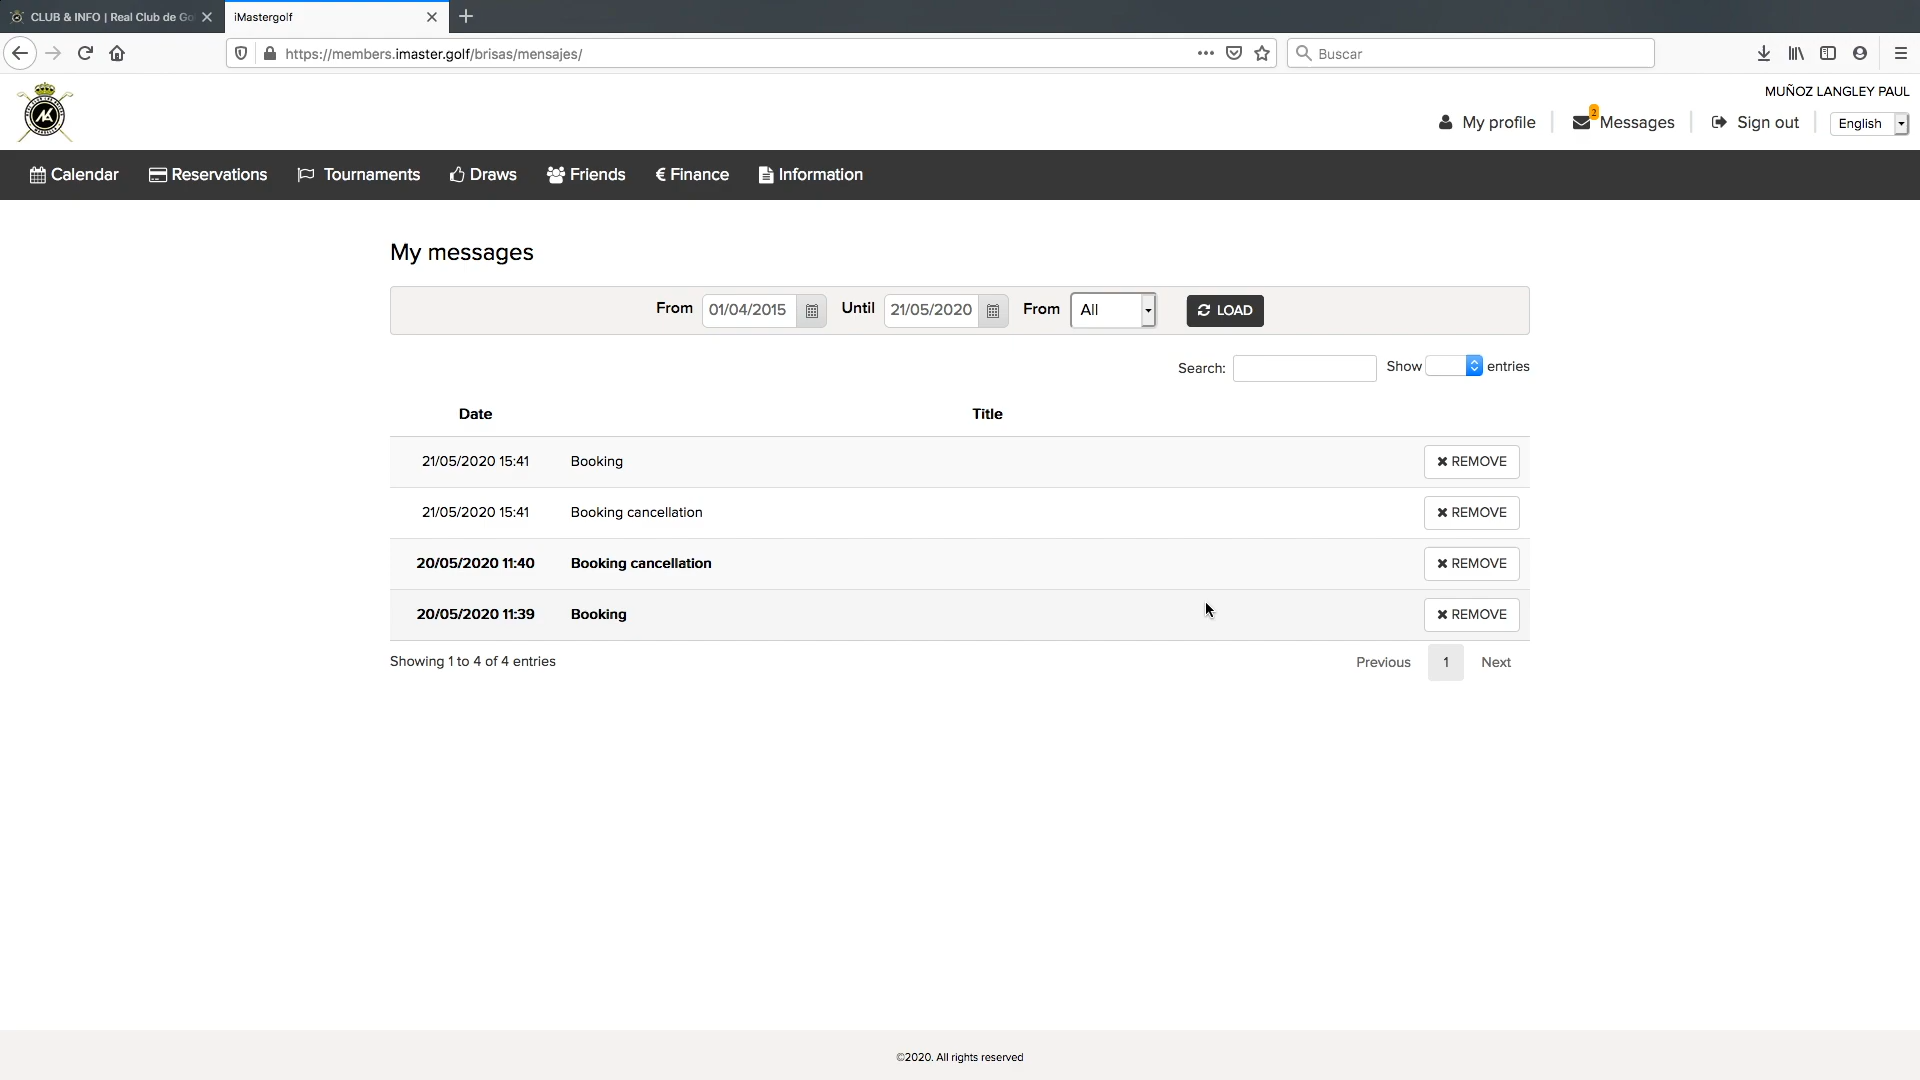 CLUB & INFO | Real Club de Go
iMastergolf
https://members.imaster.golf/brisas/mensajes/
Buscar
MUÑOZ LANGLEY PAUL
My profile
2
Messages
Sign out
English
Calendar
Reservations
Tournaments
Draws
Friends
€ Finance
Information
My messages
From 01/04/2015 Until 21/05/2020 From All LOAD
Search: Show entries
Date Title
21/05/2020 15:41 Booking REMOVE
21/05/2020 15:41 Booking cancellation REMOVE
20/05/2020 11:40 Booking cancellation REMOVE
20/05/2020 11:39 Booking REMOVE
Showing 1 to 4 of 4 entries
Previous 1 Next
©2020. All rights reserved